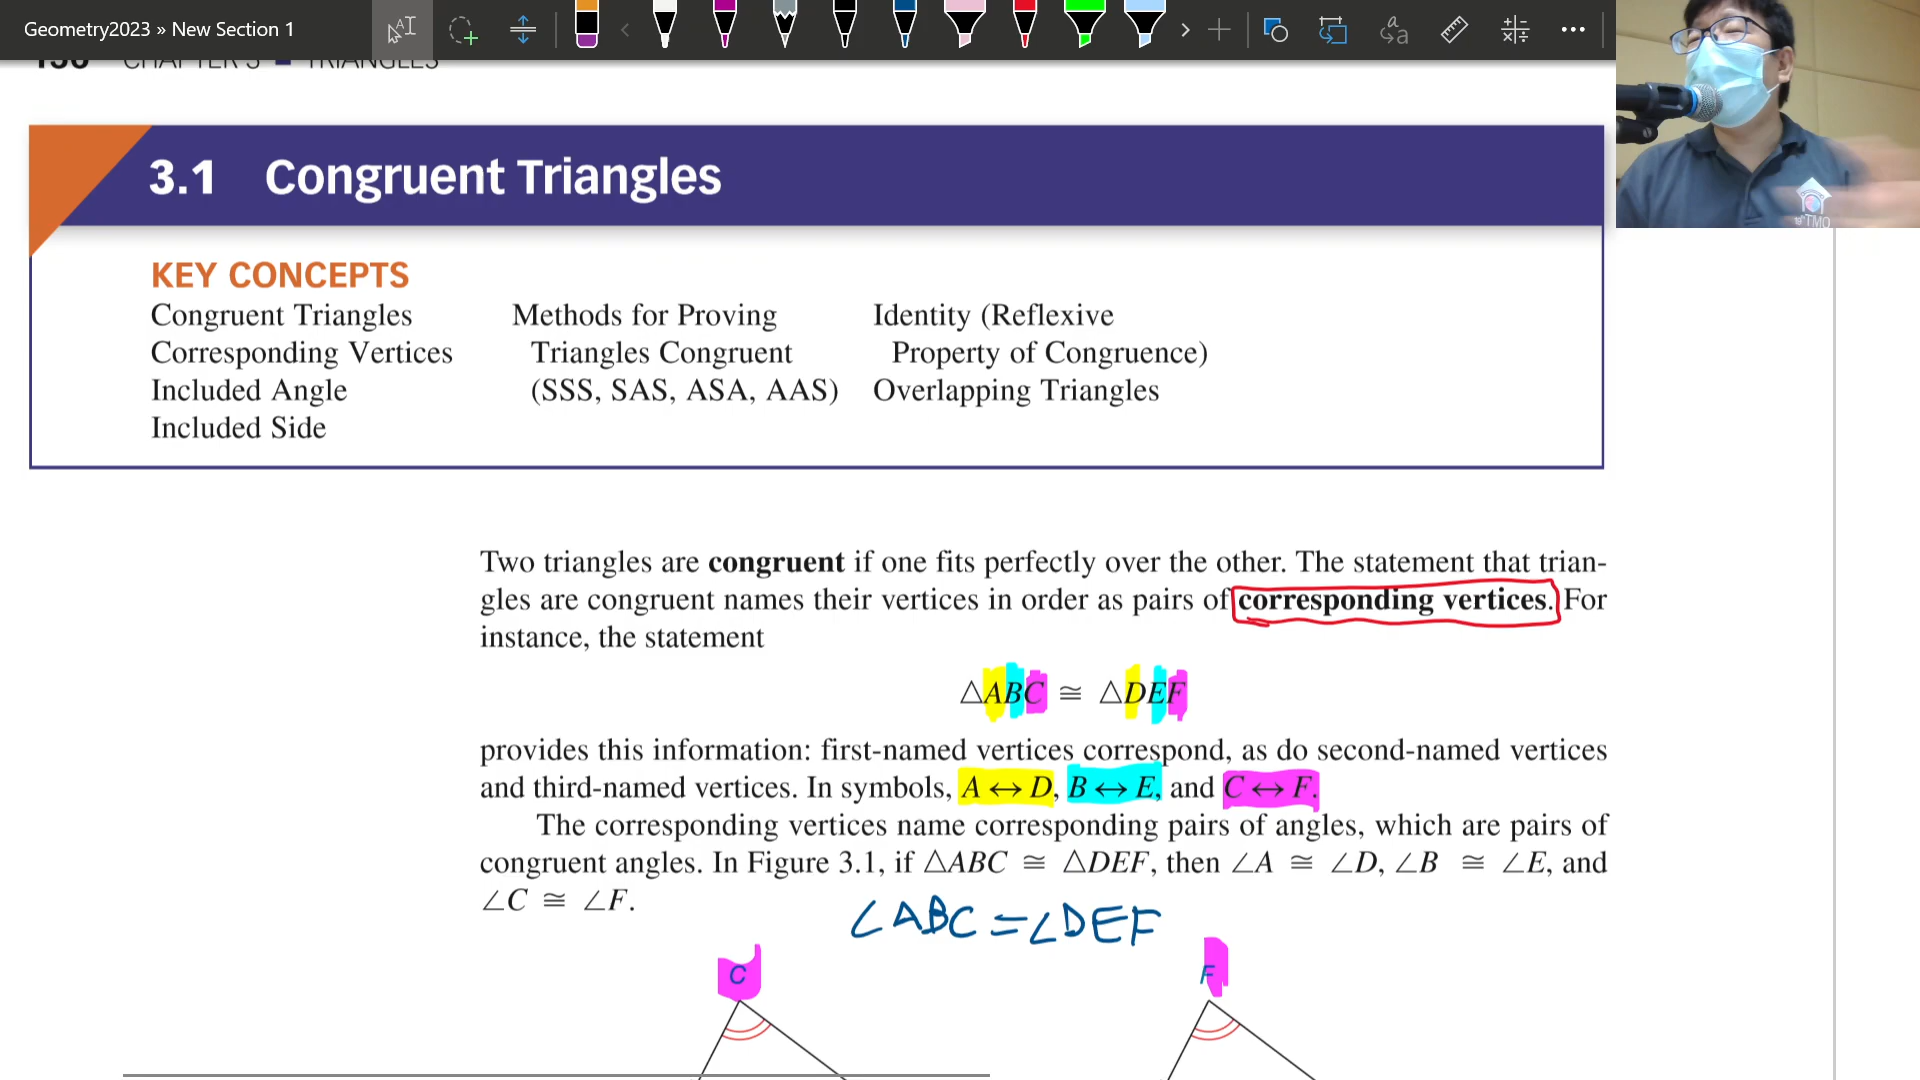 Geometry2023 » New Section 1
150 CHAPTER 3 ■ TRIANGLES
3.1 Congruent Triangles
KEY CONCEPTS
Congruent Triangles
Corresponding Vertices
Included Angle
Included Side
Methods for Proving
Triangles Congruent
(SSS, SAS, ASA, AAS)
Identity (Reflexive
Property of Congruence)
Overlapping Triangles
Two triangles are congruent if one fits perfectly over the other. The statement that trian-
gles are congruent names their vertices in order as pairs of corresponding vertices. For
instance, the statement
△ABC ≅ △DEF
provides this information: first-named vertices correspond, as do second-named vertices
and third-named vertices. In symbols, A ↔ D, B ↔ E, and C ↔ F.
The corresponding vertices name corresponding pairs of angles, which are pairs of
congruent angles. In Figure 3.1, if △ABC ≅ △DEF, then ∠A ≅ ∠D, ∠B ≅ ∠E, and
∠C ≅ ∠F.
∠ABC = ∠DEF
C
F
TMO